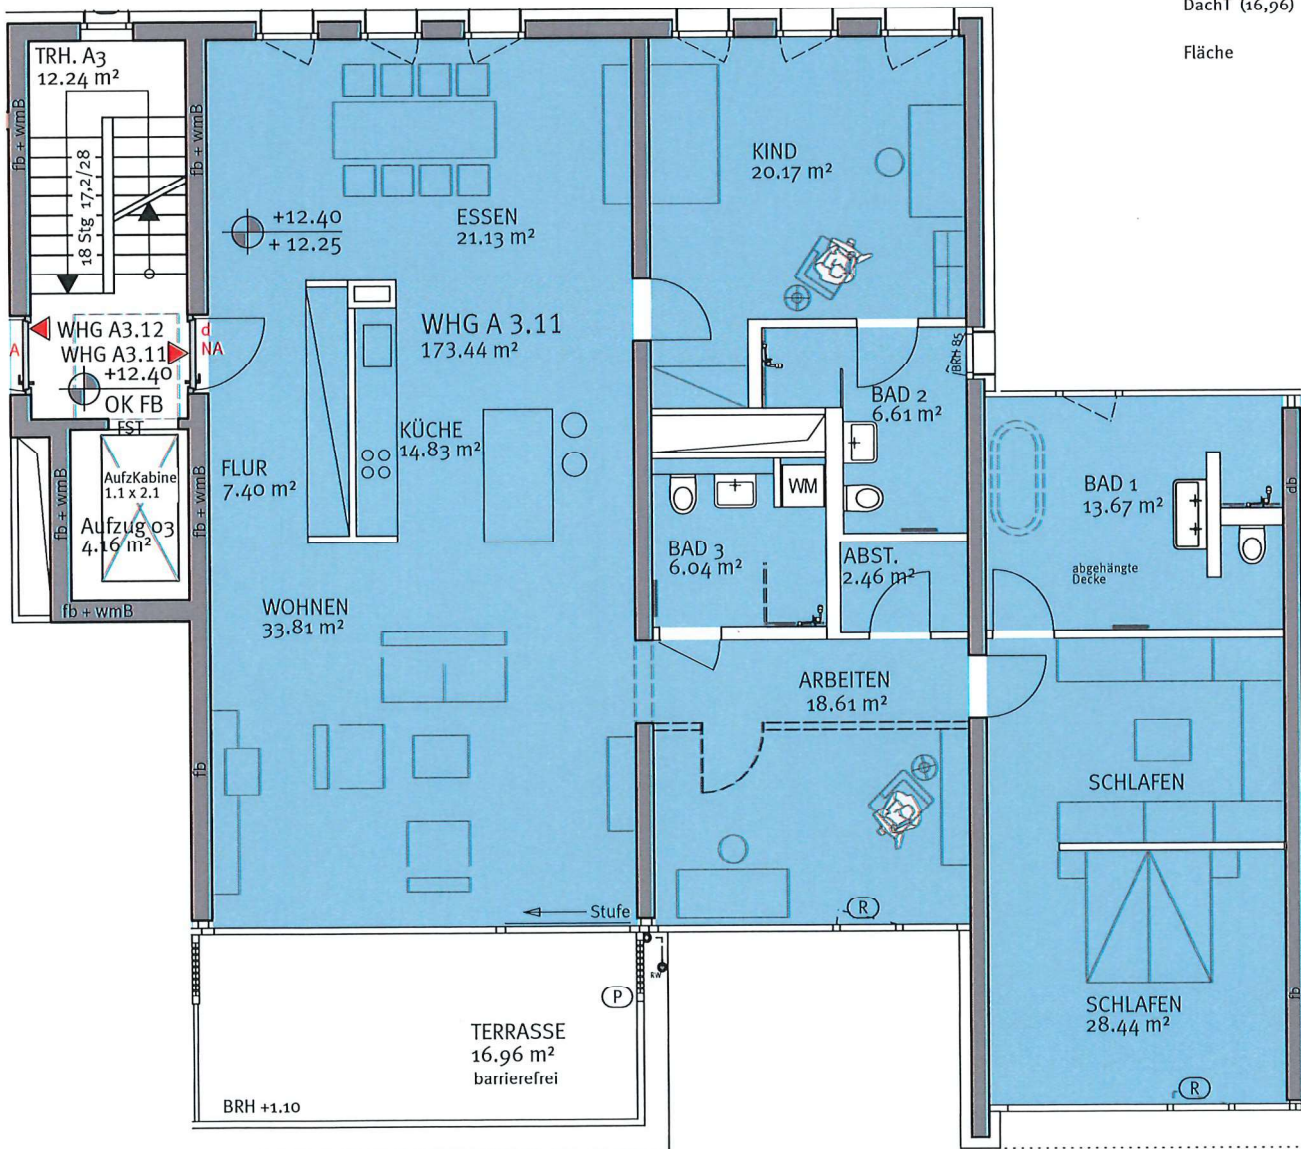 DachT (16,96)
Fläche
TRH. A3
12.24 m²
fb + wmB
fb + wmB
18 Stg 17,2/28
KIND
20.17 m²
ESSEN
21.13 m²
+12.40
+ 12.25
WHG A 3.11
173.44 m²
WHG A3.12
WHG A3.11
+12.40
OK FB
A
d
NA
BRH 85
BAD 2
6.61 m²
KÜCHE
14.83 m²
FST
FLUR
7.40 m²
AufzKabine
1.1 x 2.1
Aufzug 03
4.16 m²
fb + wmB
fb + wmB
fb + wmB
WM
BAD 1
13.67 m²
db
BAD 3
6.04 m²
ABST.
2.46 m²
abgehängte
Decke
WOHNEN
33.81 m²
ARBEITEN
18.61 m²
fb
SCHLAFEN
Stufe
R
RW
P
SCHLAFEN
28.44 m²
fb
TERRASSE
16.96 m²
barrierefrei
R
BRH +1.10